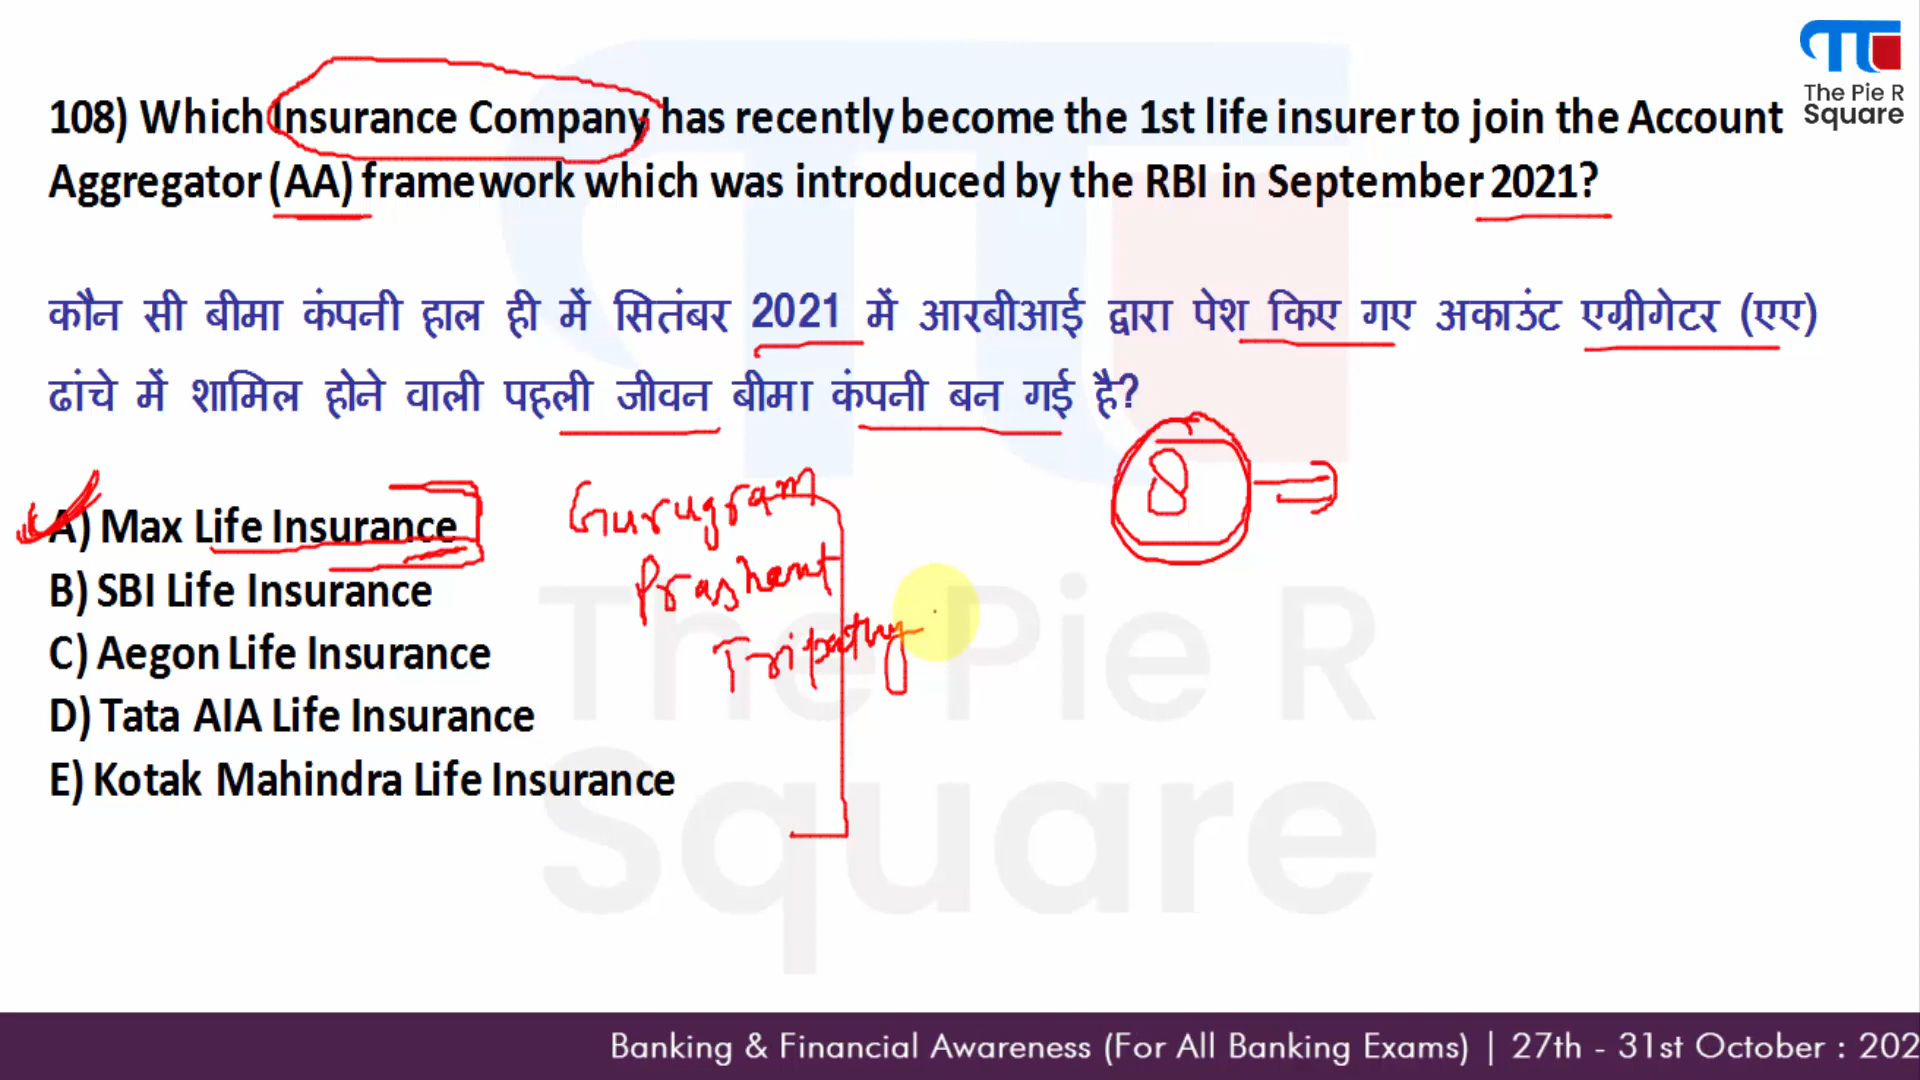 The Pie R
Square
108) Which Insurance Company has recently become the 1st life insurer to join the Account
Aggregator (AA) framework which was introduced by the RBI in September 2021?
कौन सी बीमा कंपनी हाल ही में सितंबर 2021 में आरबीआई द्वारा पेश किए गए अकाउंट एग्रीगेटर (एए)
ढांचे में शामिल होने वाली पहली जीवन बीमा कंपनी बन गई है?
8
A) Max Life Insurance
Gurugram
B) SBI Life Insurance
Prashant
C) Aegon Life Insurance
Tripathy
D) Tata AIA Life Insurance
E) Kotak Mahindra Life Insurance
The Pie R
Square
Banking & Financial Awareness (For All Banking Exams) | 27th - 31st October : 202